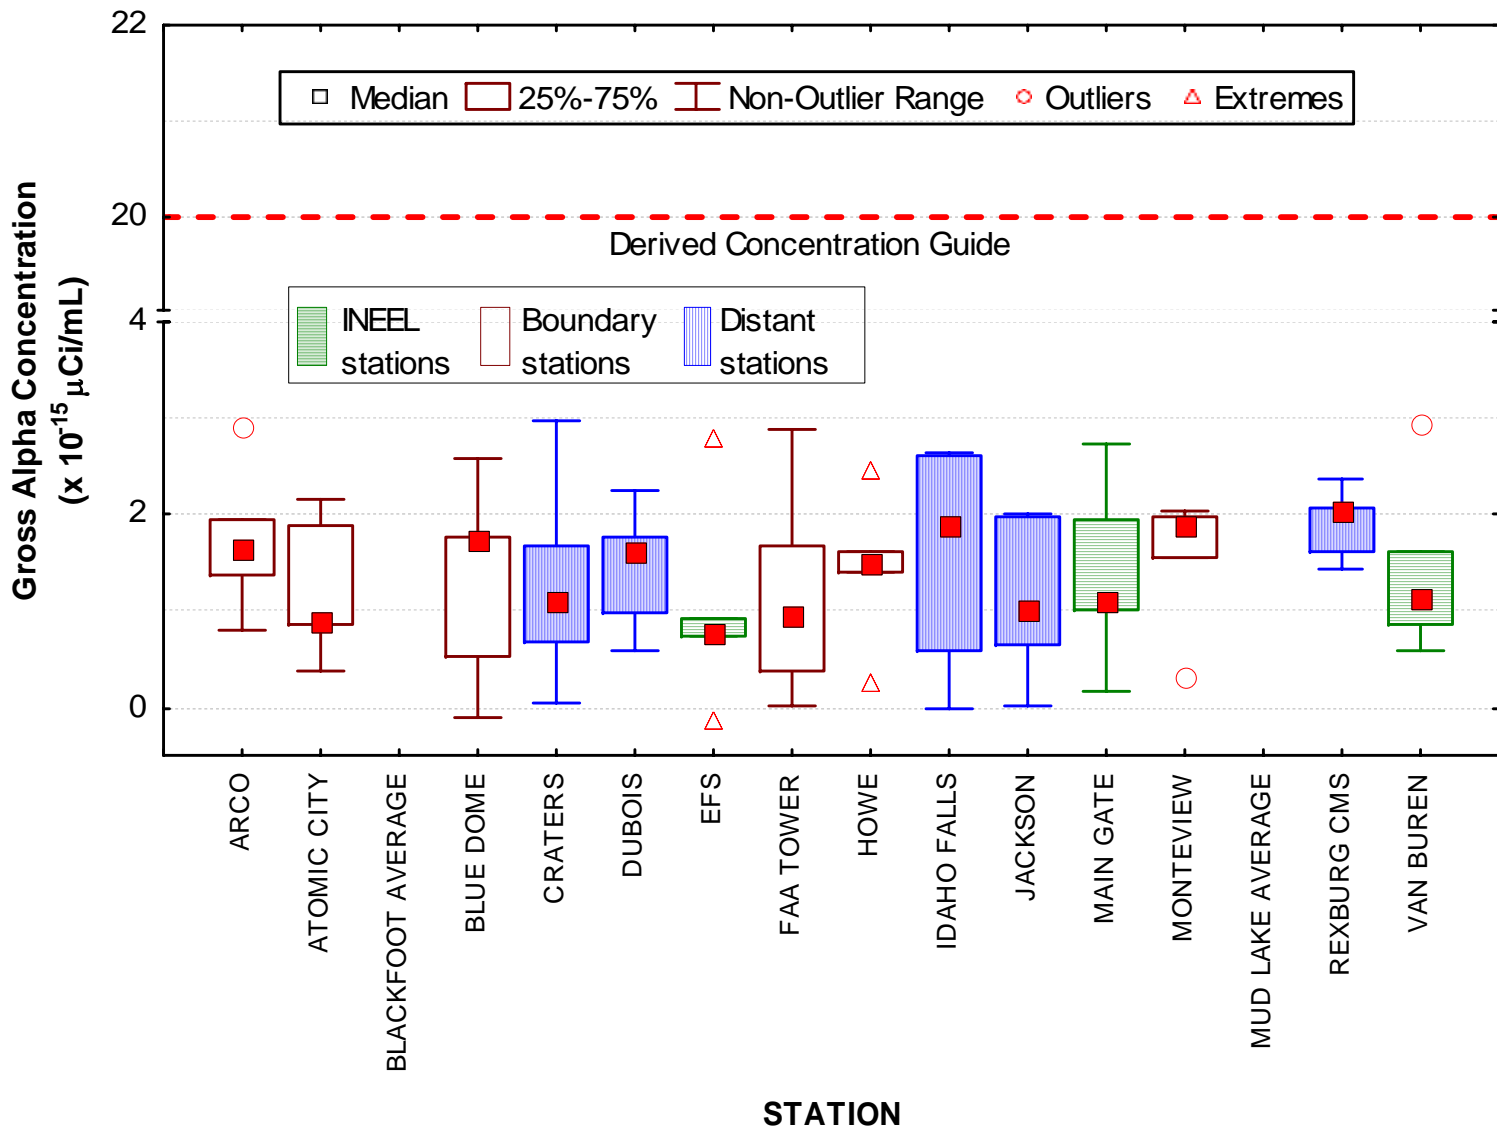 22
Median 25%-75% Non-Outlier Range Outliers Extremes
20
Derived Concentration Guide
INEEL stations
Boundary stations
Distant stations
4
2
0
Gross Alpha Concentration
(x 10-15 μCi/mL)
ARCO
ATOMIC CITY
BLACKFOOT AVERAGE
BLUE DOME
CRATERS
DUBOIS
EFS
FAA TOWER
HOWE
IDAHO FALLS
JACKSON
MAIN GATE
MONTEVIEW
MUD LAKE AVERAGE
REXBURG CMS
VAN BUREN
STATION